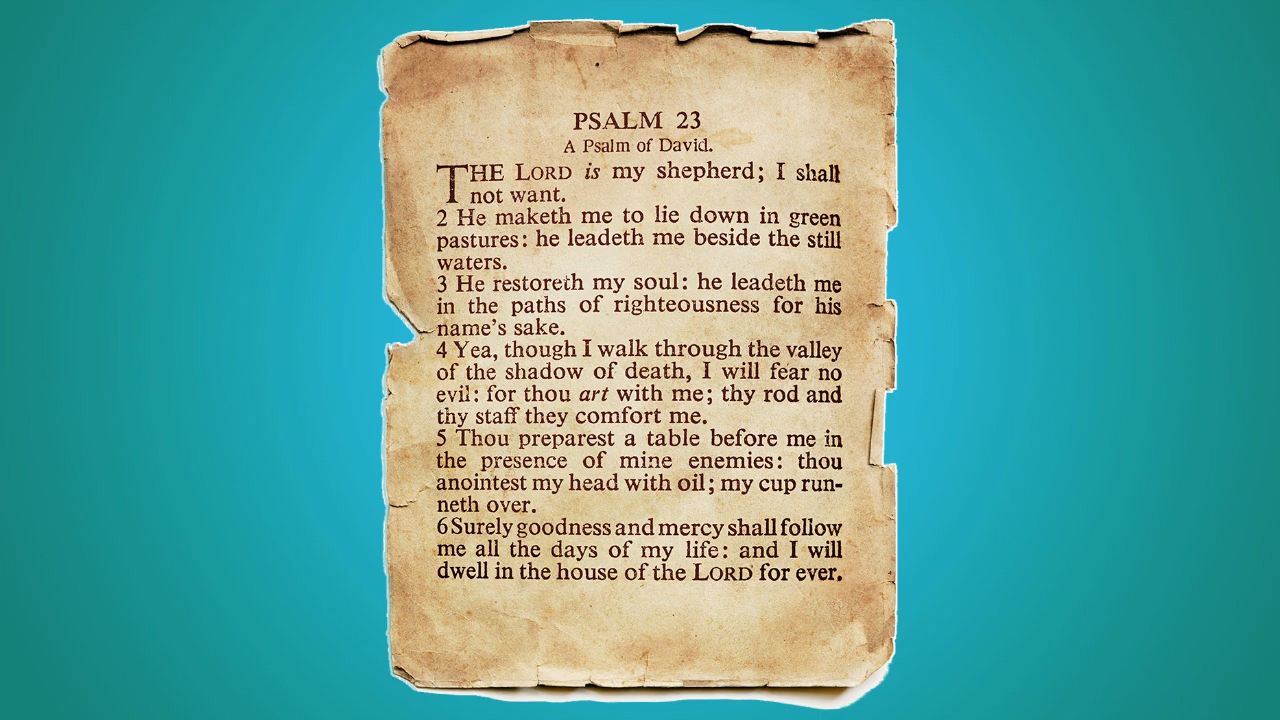 PSALM 23
A Psalm of David.
THE LORD is my shepherd; I shall
not want.
2 He maketh me to lie down in green
pastures: he leadeth me beside the still
waters.
3 He restoreth my soul: he leadeth me
in the paths of righteousness for his
name's sake.
4 Yea, though I walk through the valley
of the shadow of death, I will fear no
evil: for thou art with me; thy rod and
thy staff they comfort me.
5 Thou preparest a table before me in
the presence of mine enemies: thou
anointest my head with oil; my cup run-
neth over.
6 Surely goodness and mercy shall follow
me all the days of my life: and I will
dwell in the house of the LORD for ever.